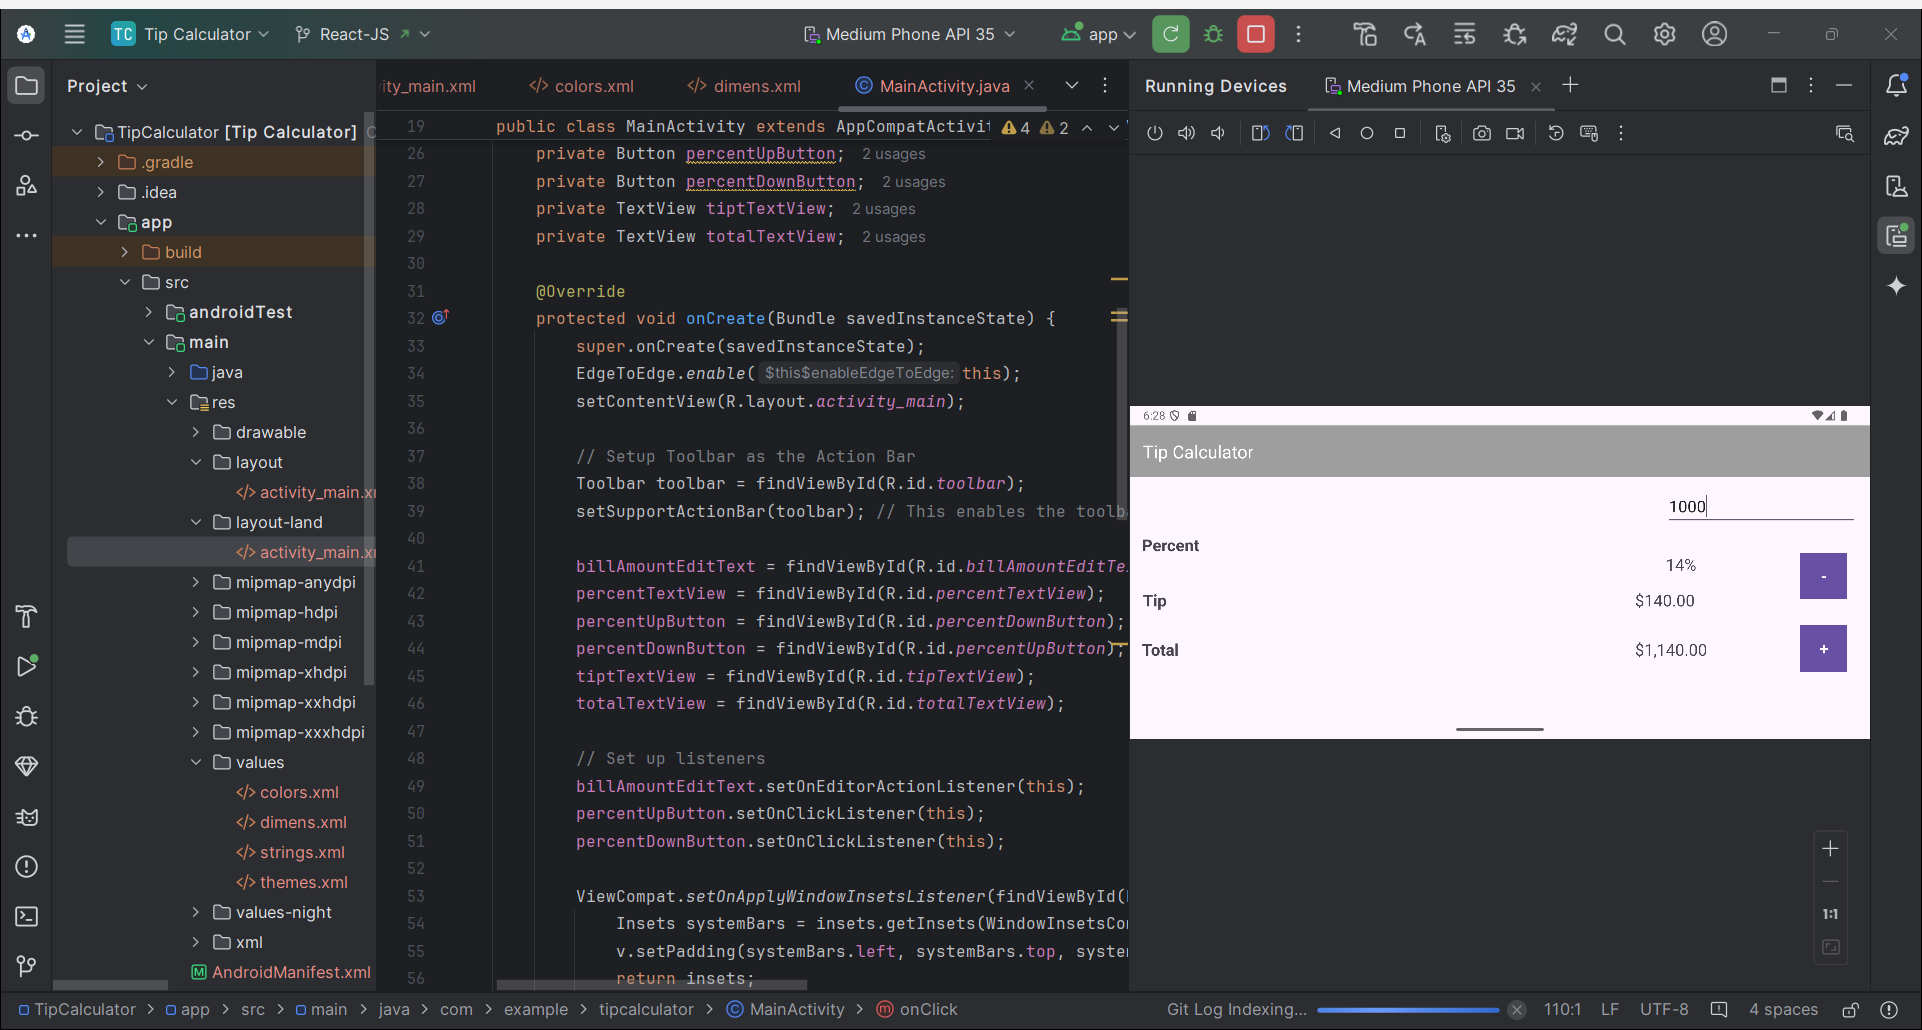 TC Tip Calculator
React-JS
Medium Phone API 35
app
Project
ity_main.xml
colors.xml
dimens.xml
MainActivity.java
Running Devices
Medium Phone API 35
TipCalculator [Tip Calculator]
.gradle
.idea
app
build
src
androidTest
main
java
res
drawable
layout
activity_main.x
layout-land
activity_main.x
mipmap-anydpi
mipmap-hdpi
mipmap-mdpi
mipmap-xhdpi
mipmap-xxhdpi
mipmap-xxxhdpi
values
colors.xml
dimens.xml
strings.xml
themes.xml
values-night
xml
AndroidManifest.xml
19 public class MainActivity extends AppCompatActivit 4 2
26 private Button percentUpButton; 2 usages
27 private Button percentDownButton; 2 usages
28 private TextView tiptTextView; 2 usages
29 private TextView totalTextView; 2 usages
30
31 @Override
32 protected void onCreate(Bundle savedInstanceState) {
33 super.onCreate(savedInstanceState);
34 EdgeToEdge.enable( $this$enableEdgeToEdge: this);
35 setContentView(R.layout.activity_main);
36
37 // Setup Toolbar as the Action Bar
38 Toolbar toolbar = findViewById(R.id.toolbar);
39 setSupportActionBar(toolbar); // This enables the toolb
40
41 billAmountEditText = findViewById(R.id.billAmountEditTe
42 percentTextView = findViewById(R.id.percentTextView);
43 percentUpButton = findViewById(R.id.percentDownButton);
44 percentDownButton = findViewById(R.id.percentUpButton);
45 tiptTextView = findViewById(R.id.tipTextView);
46 totalTextView = findViewById(R.id.totalTextView);
47
48 // Set up listeners
49 billAmountEditText.setOnEditorActionListener(this);
50 percentUpButton.setOnClickListener(this);
51 percentDownButton.setOnClickListener(this);
52
53 ViewCompat.setOnApplyWindowInsetsListener(findViewById(
54 Insets systemBars = insets.getInsets(WindowInsetsCo
55 v.setPadding(systemBars.left, systemBars.top, syste
56 return insets;
6:28
Tip Calculator
1000
Percent
14%
-
Tip
$140.00
Total
$1,140.00
+
1:1
TipCalculator > app > src > main > java > com > example > tipcalculator > MainActivity > onClick
Git Log Indexing...
110:1
LF
UTF-8
4 spaces